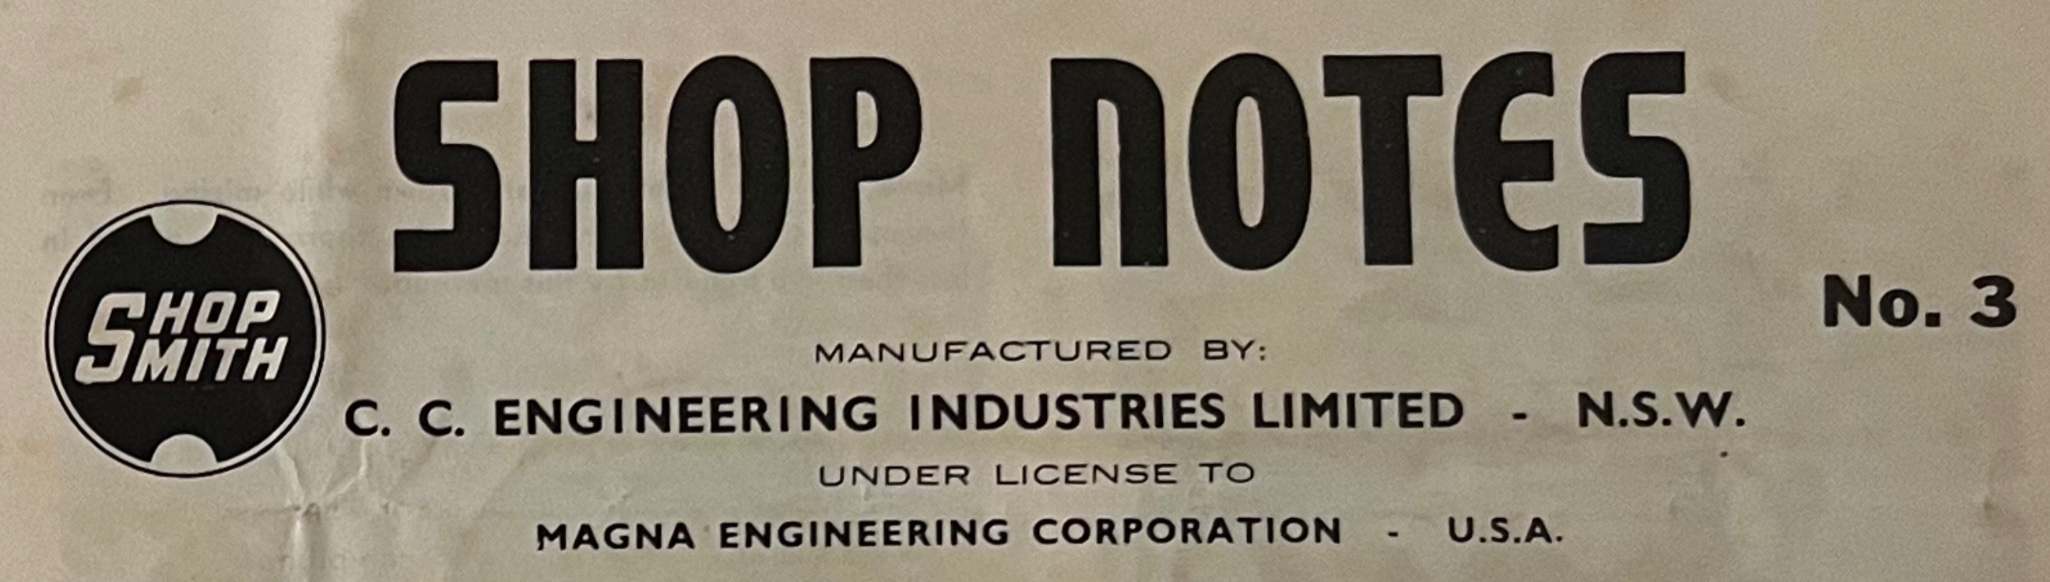 SHOP NOTES
No. 3
SHOP
SMITH
MANUFACTURED BY:
C. C. ENGINEERING INDUSTRIES LIMITED - N.S.W.
UNDER LICENSE TO
MAGNA ENGINEERING CORPORATION - U.S.A.